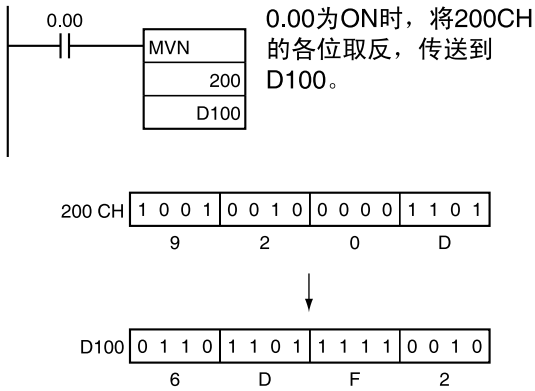 0.00
MVN
200
D100
0.00为ON时，将200CH
的各位取反，传送到
D100。
200 CH 1 0 0 1 0 0 1 0 0 0 0 0 1 1 0 1
9 2 0 D
D100 0 1 1 0 1 1 0 1 1 1 1 1 0 0 1 0
6 D F 2